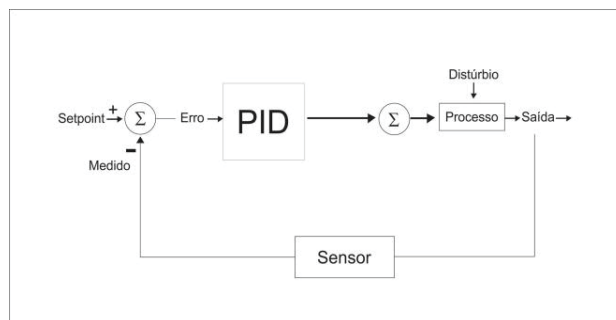 Distúrbio
Setpoint + Σ Erro PID Σ Processo Saída
-
Medido
Sensor